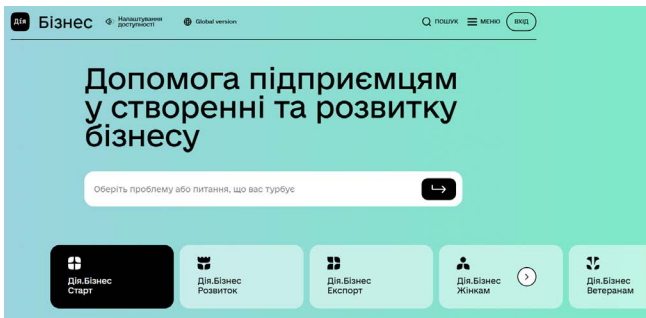 Дія Бізнес
Налаштування
доступності
Global version
ПОШУК
МЕНЮ
ВХІД
Допомога підприємцям
у створенні та розвитку
бізнесу
Оберіть проблему або питання, що вас турбує
Дія.Бізнес
Старт
Дія.Бізнес
Розвиток
Дія.Бізнес
Експорт
Дія.Бізнес
Жінкам
Дія.Бізнес
Ветеранам